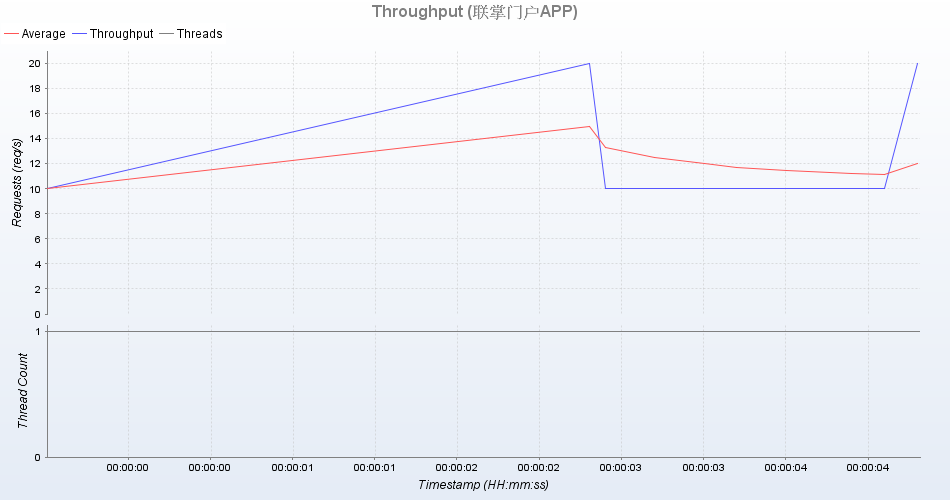 Throughput (联掌门户APP)
Average Throughput Threads
20
18
16
14
12
10
8
6
4
2
0
Requests (req/s)
1
0
Thread Count
00:00:00 00:00:00 00:00:01 00:00:01 00:00:02 00:00:02 00:00:03 00:00:03 00:00:04 00:00:04
Timestamp (HH:mm:ss)